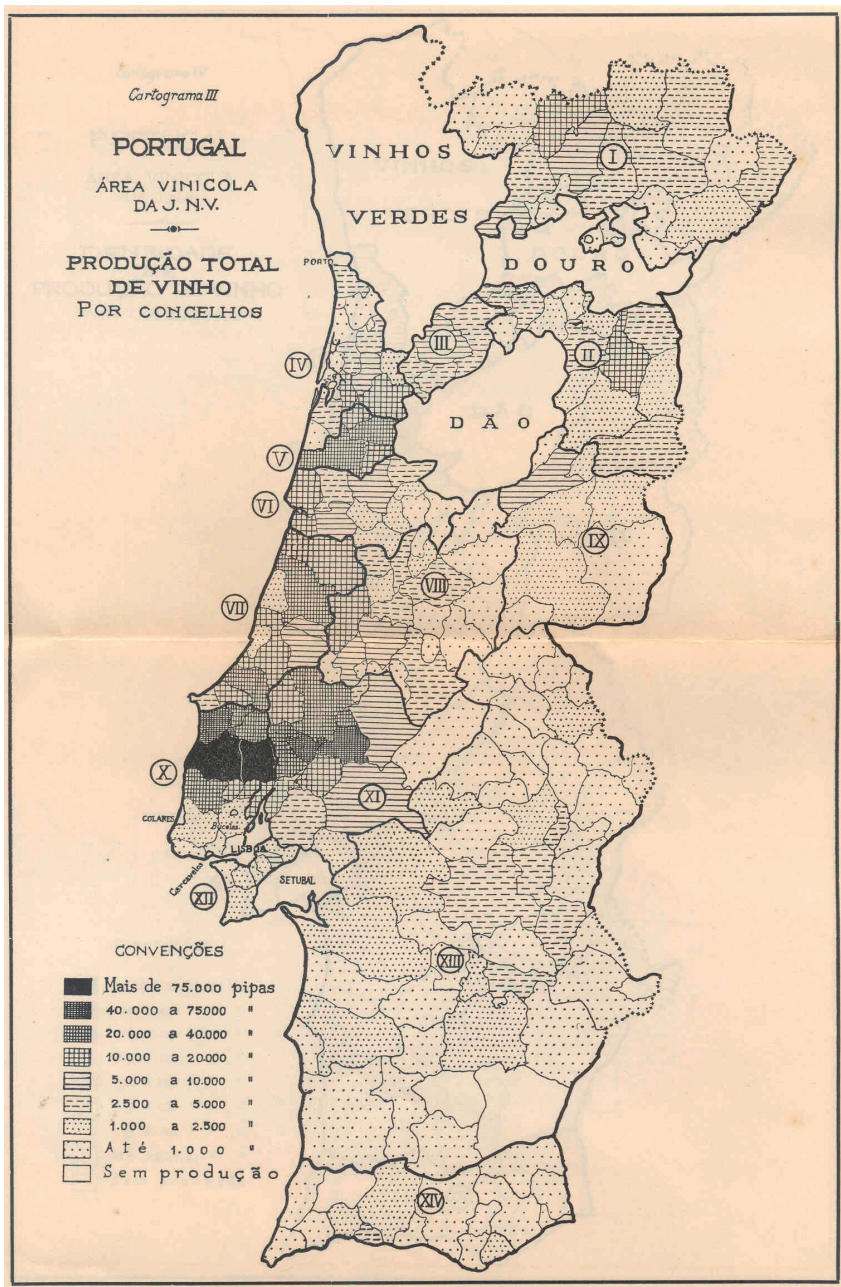 Cartograma III
PORTUGAL
ÁREA VINICOLA
DA J. N.V.
PRODUÇÃO TOTAL
DE VINHO
POR CONCELHOS
VINHOS
VERDES
I
DOURO
PORTO
III
II
IV
DÃO
V
VI
IX
VIII
VII
X
XI
COLARES
Bucelas
LISBOA
Carcavelos
SETUBAL
XII
XIII
CONVENÇÕES
Mais de 75.000 pipas
40.000 a 75.000 "
20.000 a 40.000 "
10.000 a 20.000 "
5.000 a 10.000 "
2.500 a 5.000 "
1.000 a 2.500 "
Até 1.000 "
Sem produção
XIV